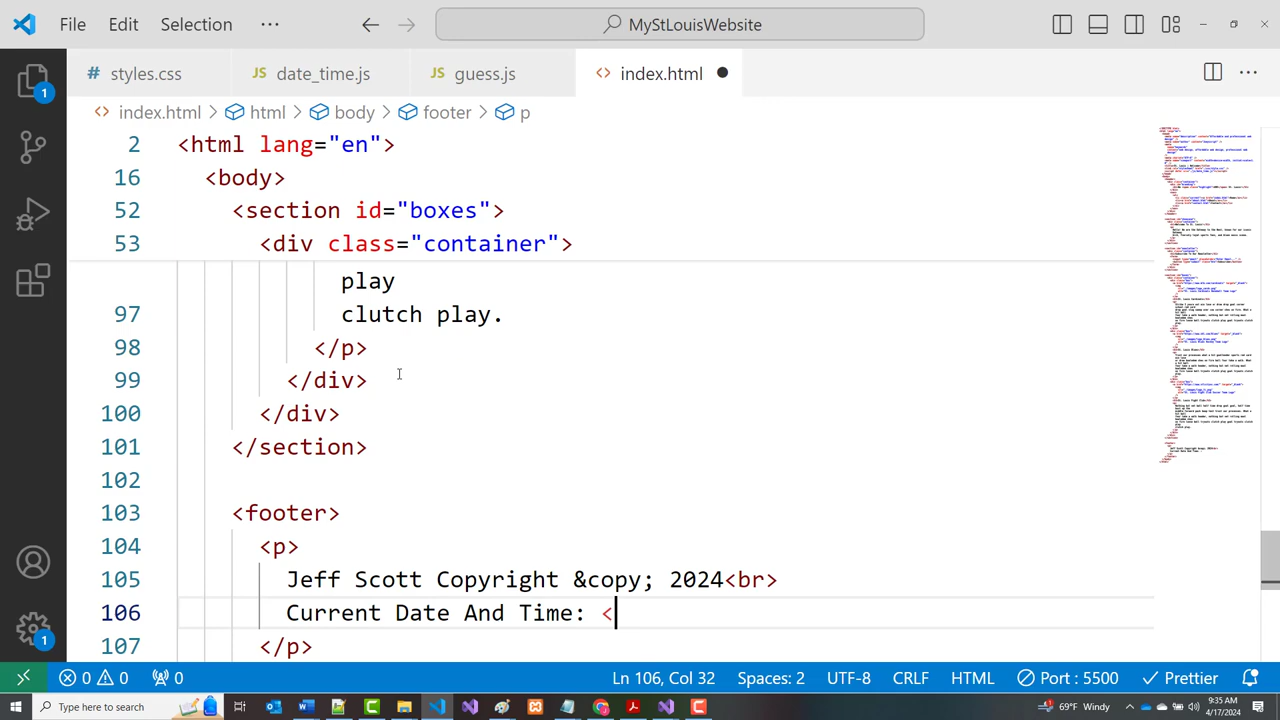 File Edit Selection ··· MyStLouisWebsite
# styles.css JS date_time.js JS guess.js <> index.html ● ···
<> index.html > html > body > footer > p
2 <html lang="en">
16 <body>
52 <section id="boxes">
53 <div class="container">
play
97 clutch play.
98 </p>
99 </div>
100 </div>
101 </section>
102
103 <footer>
104 <p>
105 Jeff Scott Copyright &copy; 2024<br>
106 Current Date And Time: <
107 </p>
1
1
0 0 0 Ln 106, Col 32 Spaces: 2 UTF-8 CRLF HTML Port : 5500 Prettier
Type here to search 69°F Windy 9:35 AM
4/17/2024